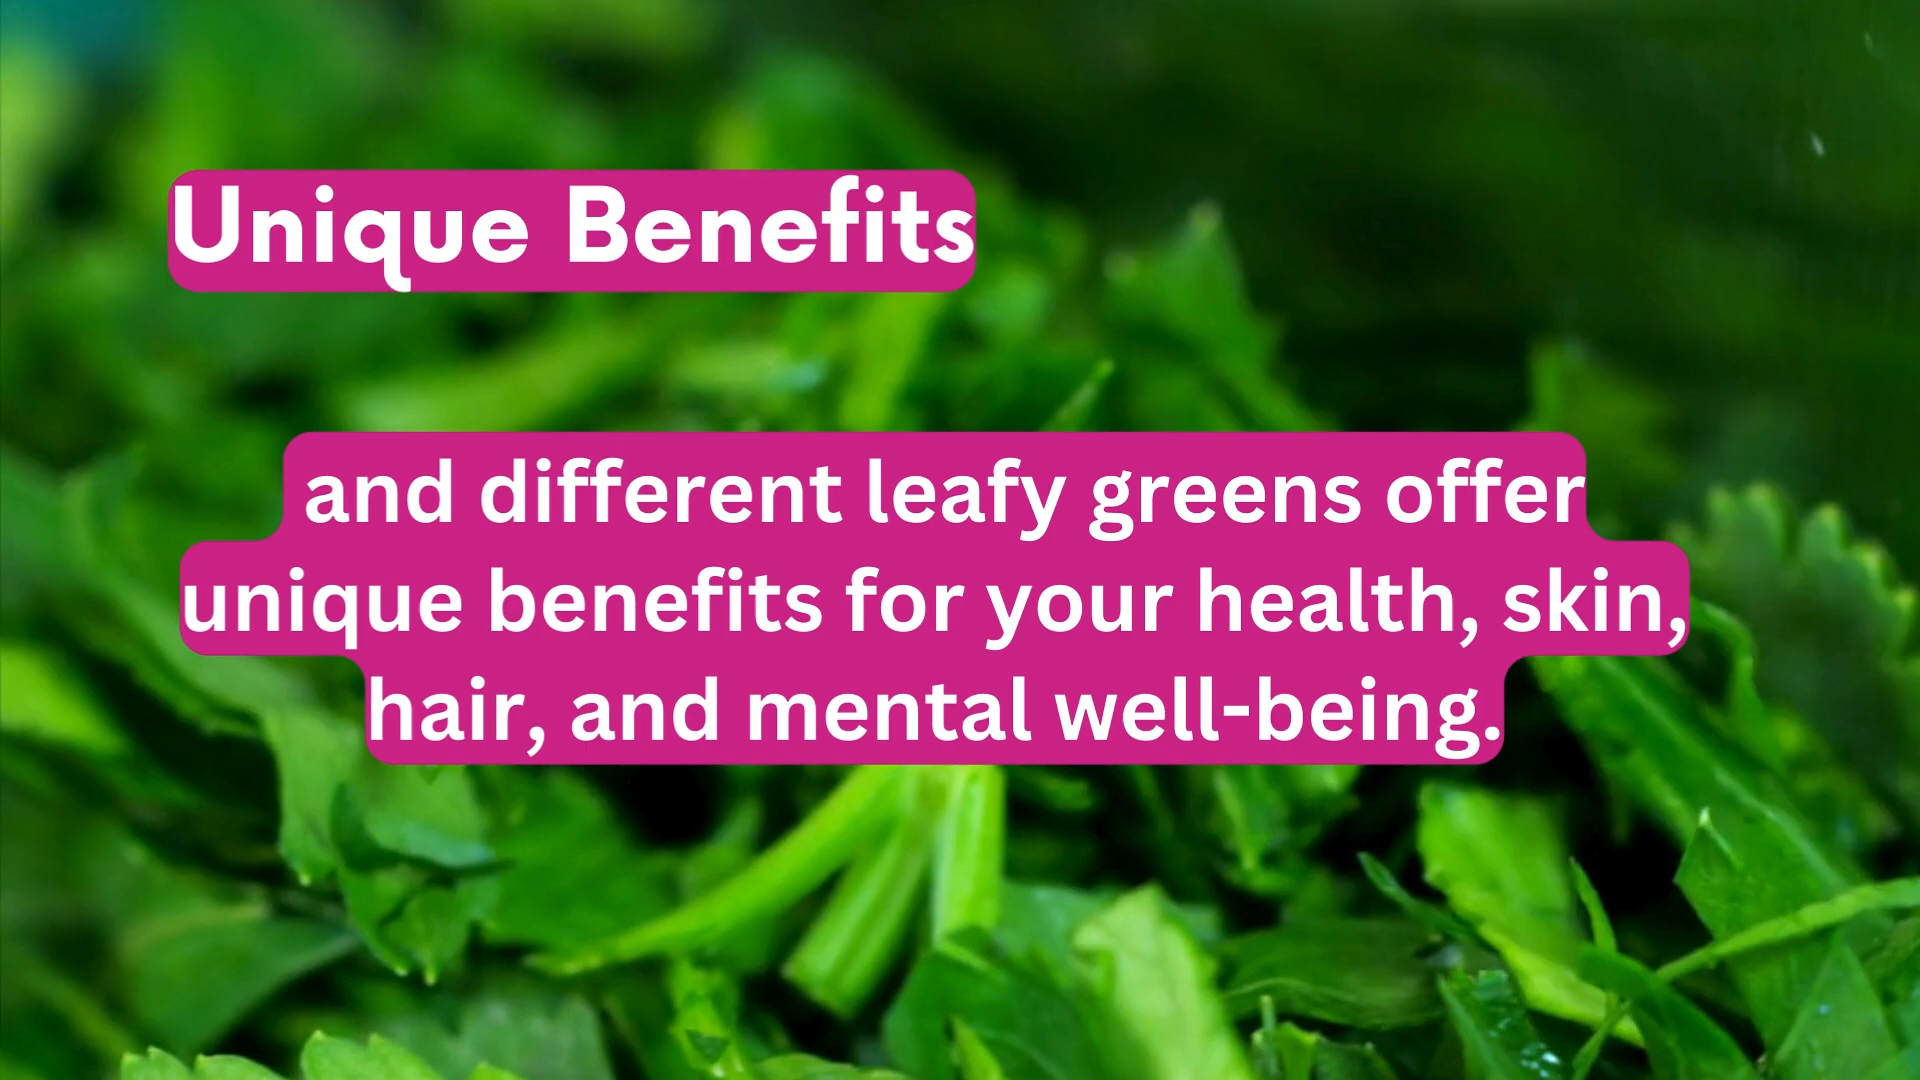 Unique Benefits
and different leafy greens offer
unique benefits for your health, skin,
hair, and mental well-being.